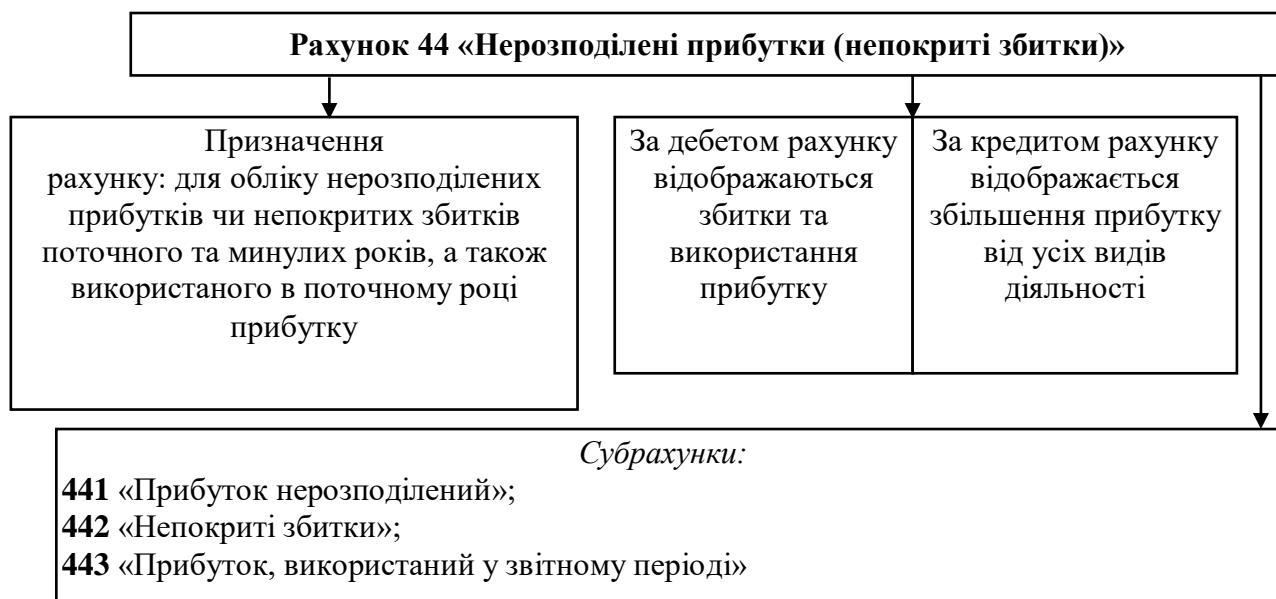 Рахунок 44 «Нерозподілені прибутки (непокриті збитки)»
Призначення
рахунку: для обліку нерозподілених
прибутків чи непокритих збитків
поточного та минулих років, а також
використаного в поточному році
прибутку
За дебетом рахунку
відображаються
збитки та
використання
прибутку
За кредитом рахунку
відображається
збільшення прибутку
від усіх видів
діяльності
Субрахунки:
441 «Прибуток нерозподілений»;
442 «Непокриті збитки»;
443 «Прибуток, використаний у звітному періоді»